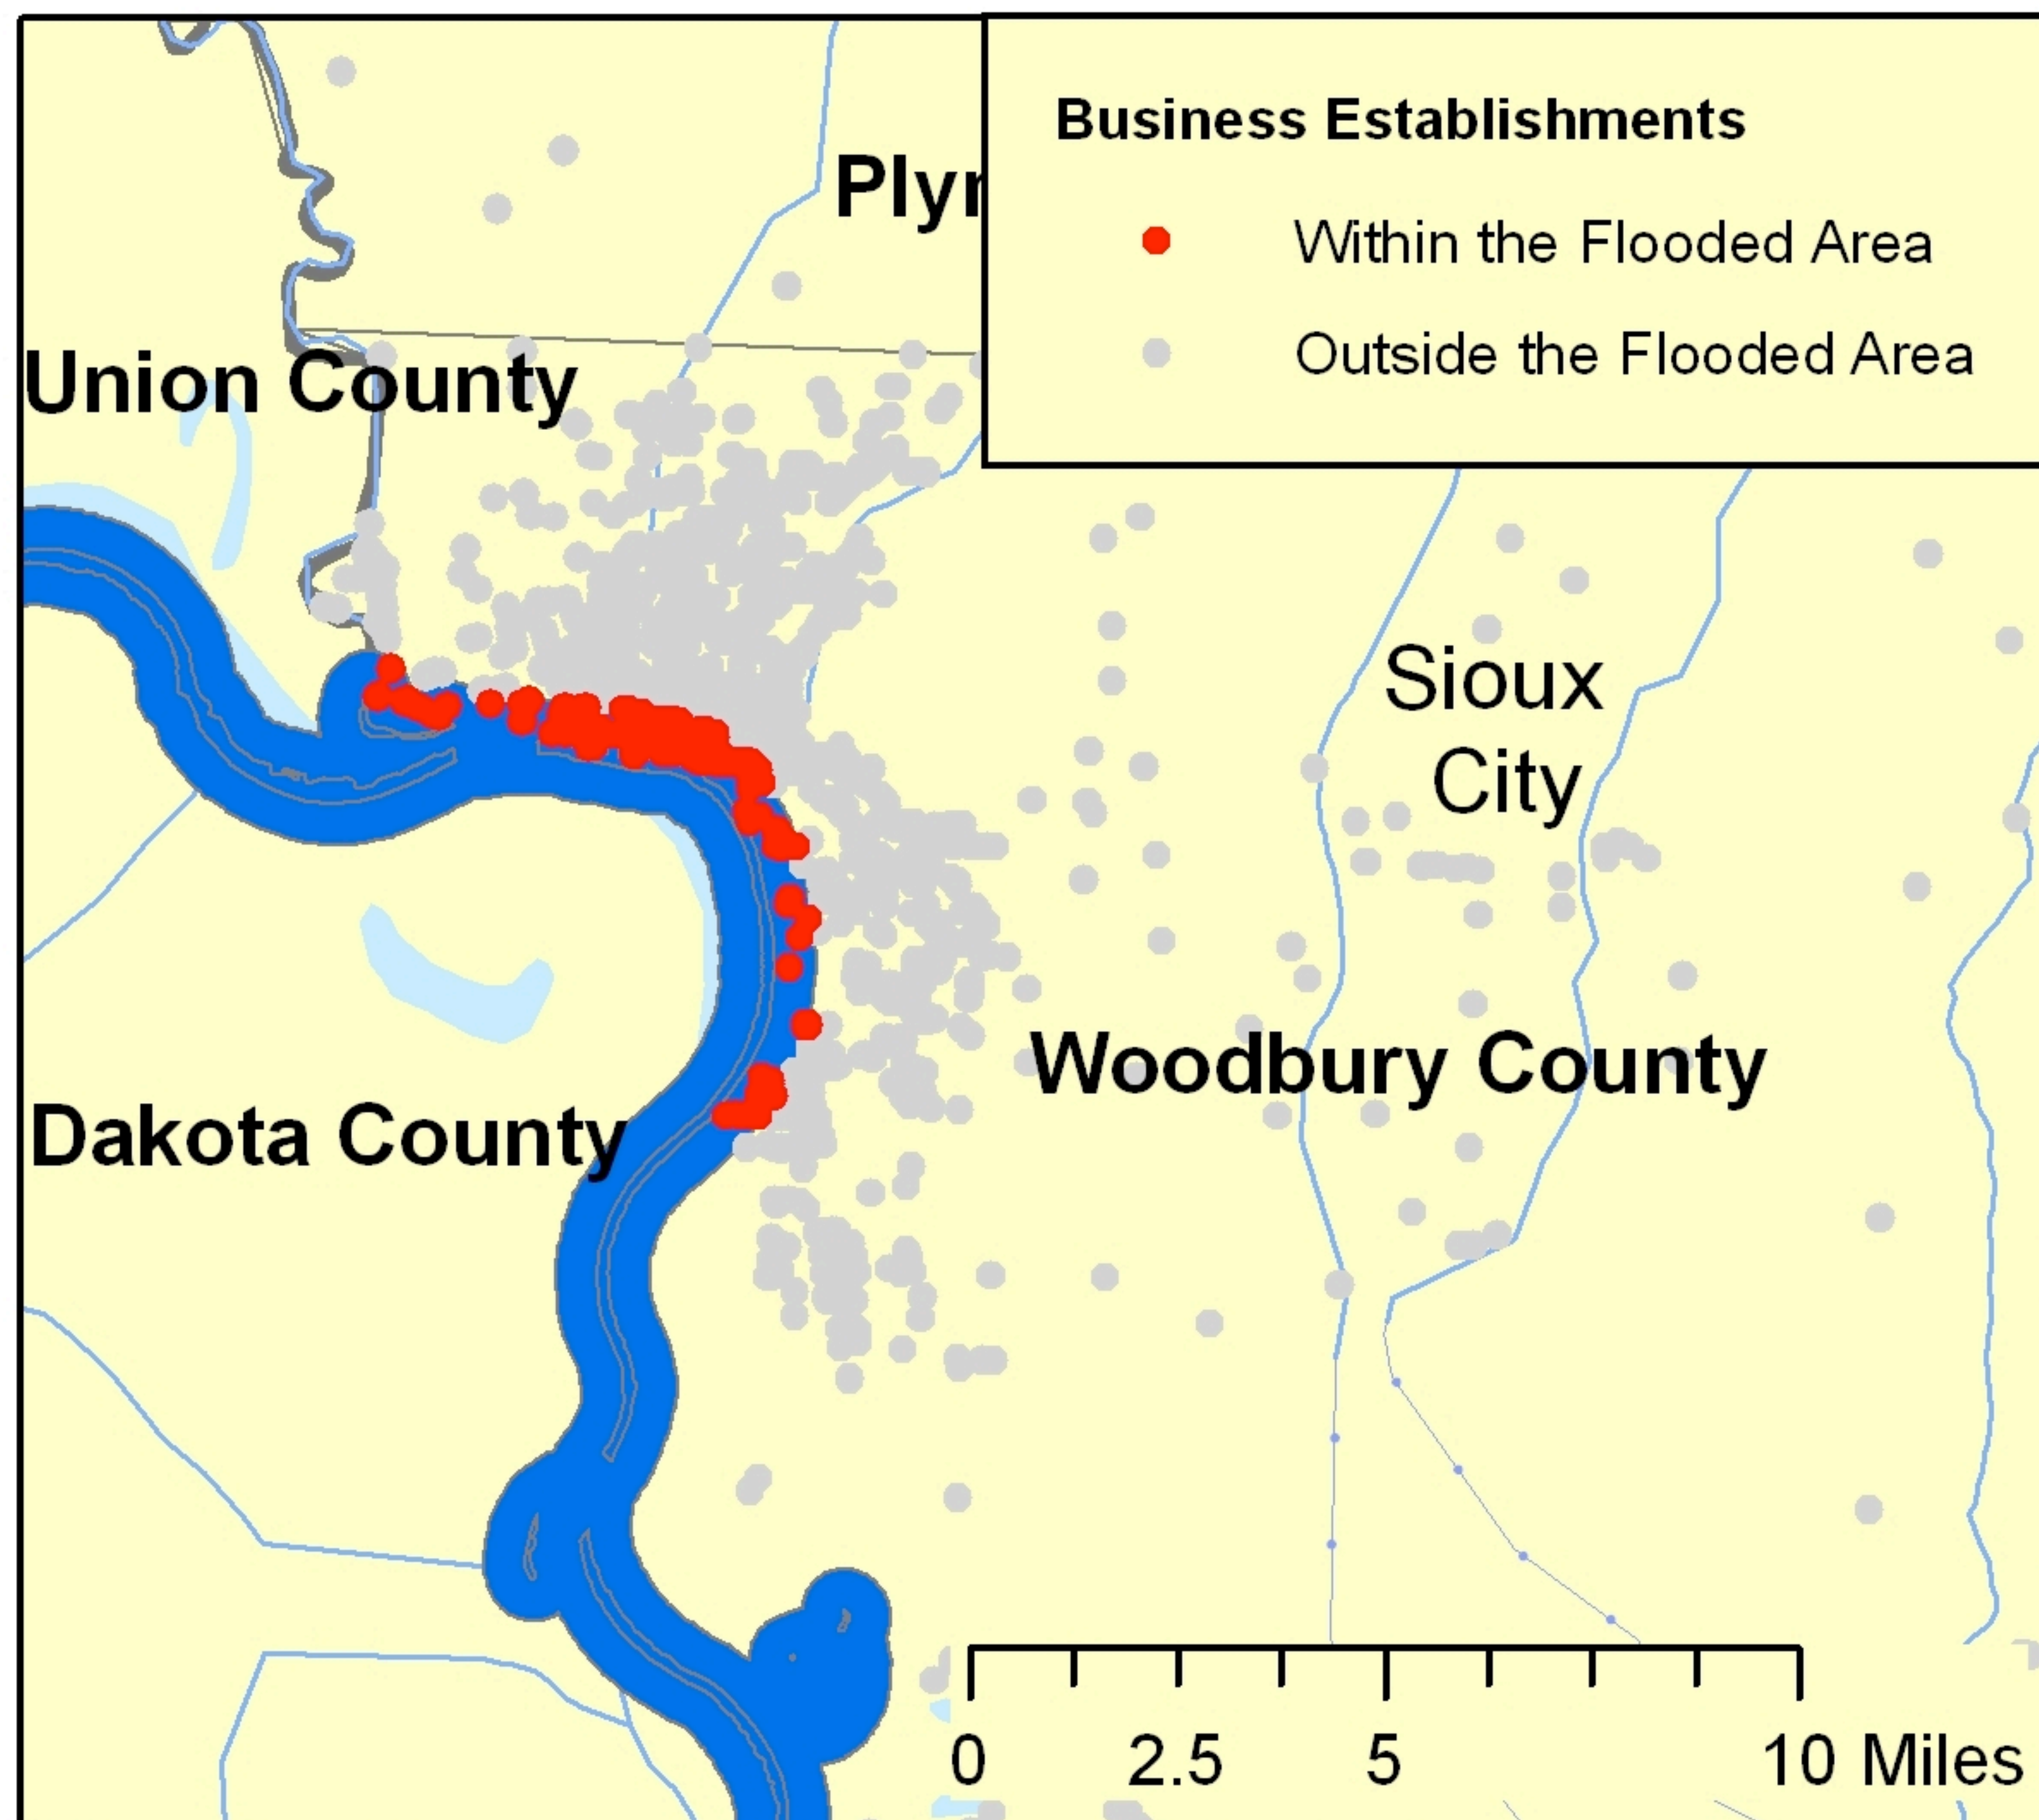 Business Establishments
Within the Flooded Area
Outside the Flooded Area
Union County
Sioux
City
Woodbury County
Dakota County
0 2.5 5 10 Miles